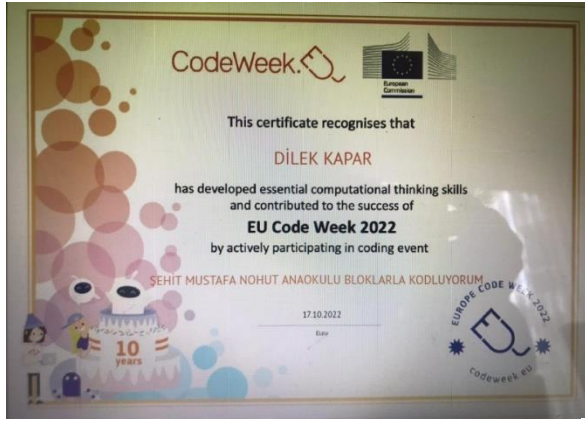 CodeWeek.EU
European
Commission
This certificate recognises that
DİLEK KAPAR
has developed essential computational thinking skills
and contributed to the success of
EU Code Week 2022
by actively participating in coding event
ŞEHİT MUSTAFA NOHUT ANAOKULU BLOKLARLA KODLUYORUM
17.10.2022
EUROPE CODE WEEK 2022
EU
codeweek.eu
10
years